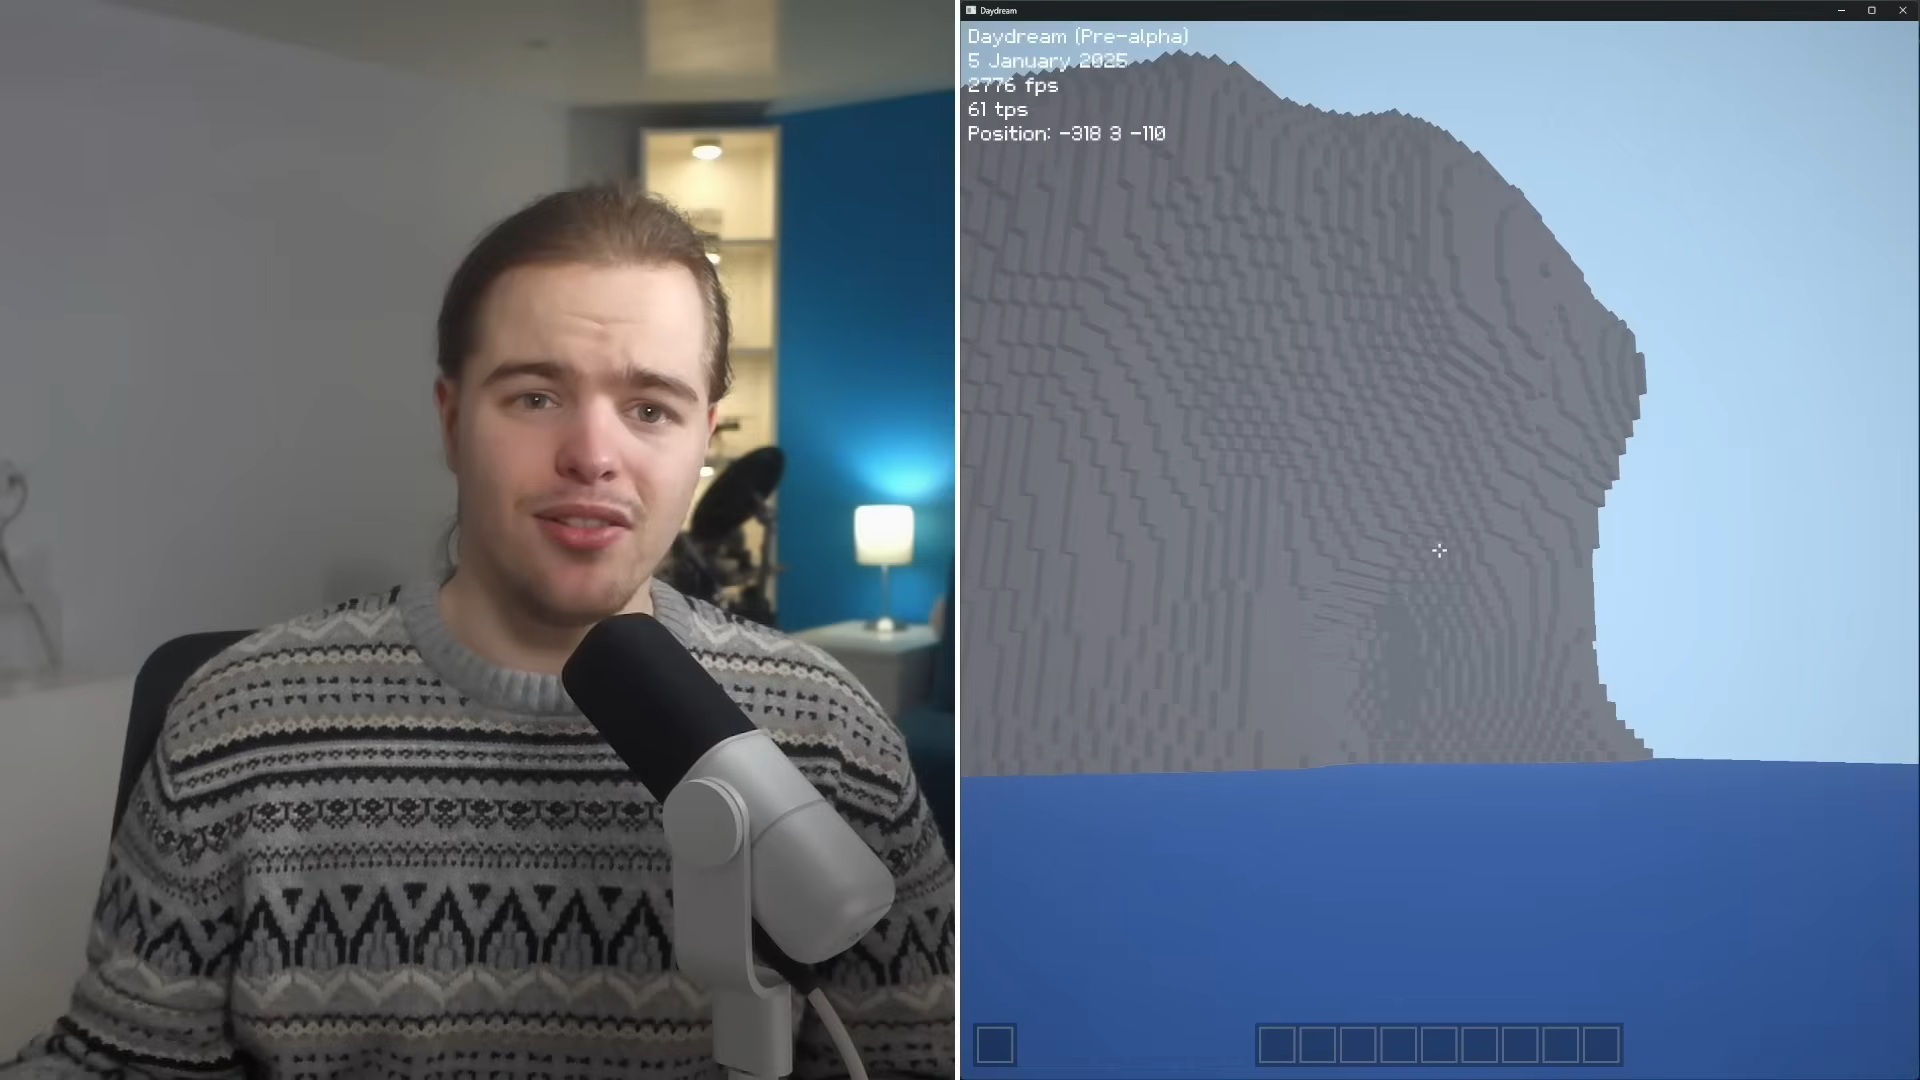 Daydream
Daydream (Pre-alpha)
5 January 2025
2776 fps
61 tps
Position: -318 3 -110